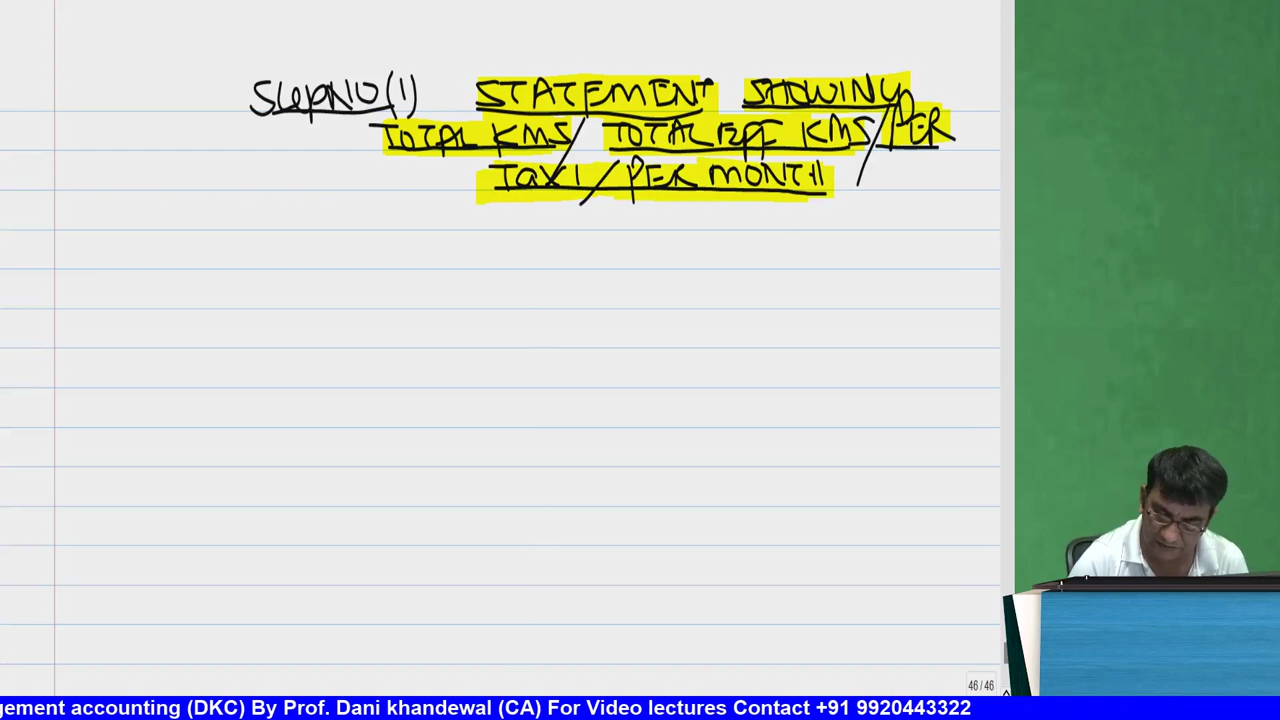 StepNO(1) STATEMENT SHOWING
TOTAL KMS / TOTAL EFF KMS / PER
TAXI / PER MONTH
46/46
gement accounting (DKC) By Prof. Dani khandewal (CA) For Video lectures Contact +91 9920443322